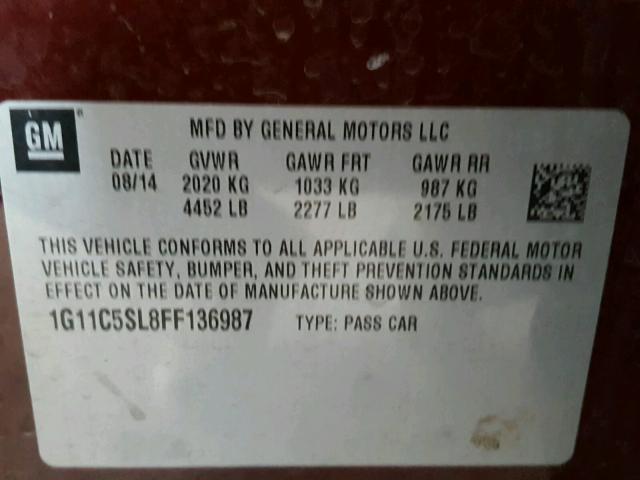 GM
MFD BY GENERAL MOTORS LLC
DATE GVWR GAWR FRT GAWR RR
08/14 2020 KG 1033 KG 987 KG
4452 LB 2277 LB 2175 LB
THIS VEHICLE CONFORMS TO ALL APPLICABLE U.S. FEDERAL MOTOR
VEHICLE SAFETY, BUMPER, AND THEFT PREVENTION STANDARDS IN
EFFECT ON THE DATE OF MANUFACTURE SHOWN ABOVE.
1G11C5SL8FF136987 TYPE: PASS CAR